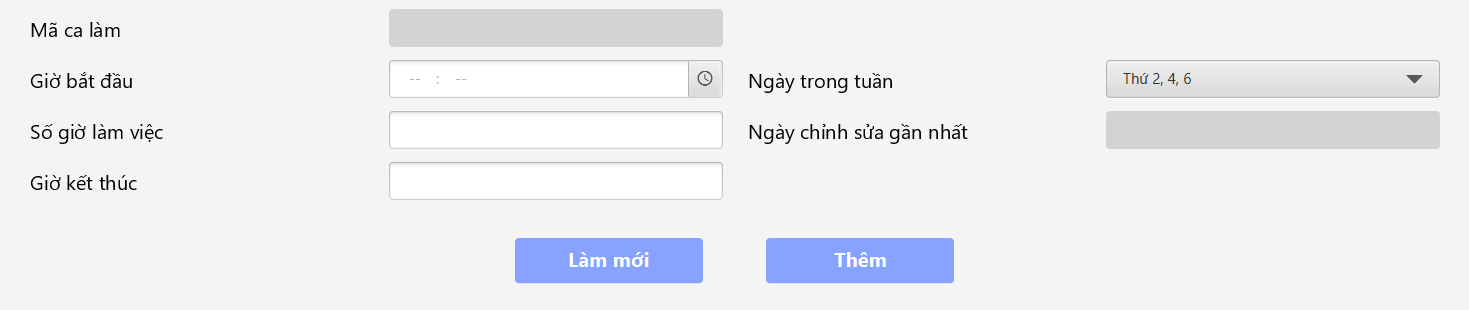 Mã ca làm
Giờ bắt đầu -- : -- Ngày trong tuần Thứ 2, 4, 6
Số giờ làm việc Ngày chỉnh sửa gần nhất
Giờ kết thúc
Làm mới Thêm